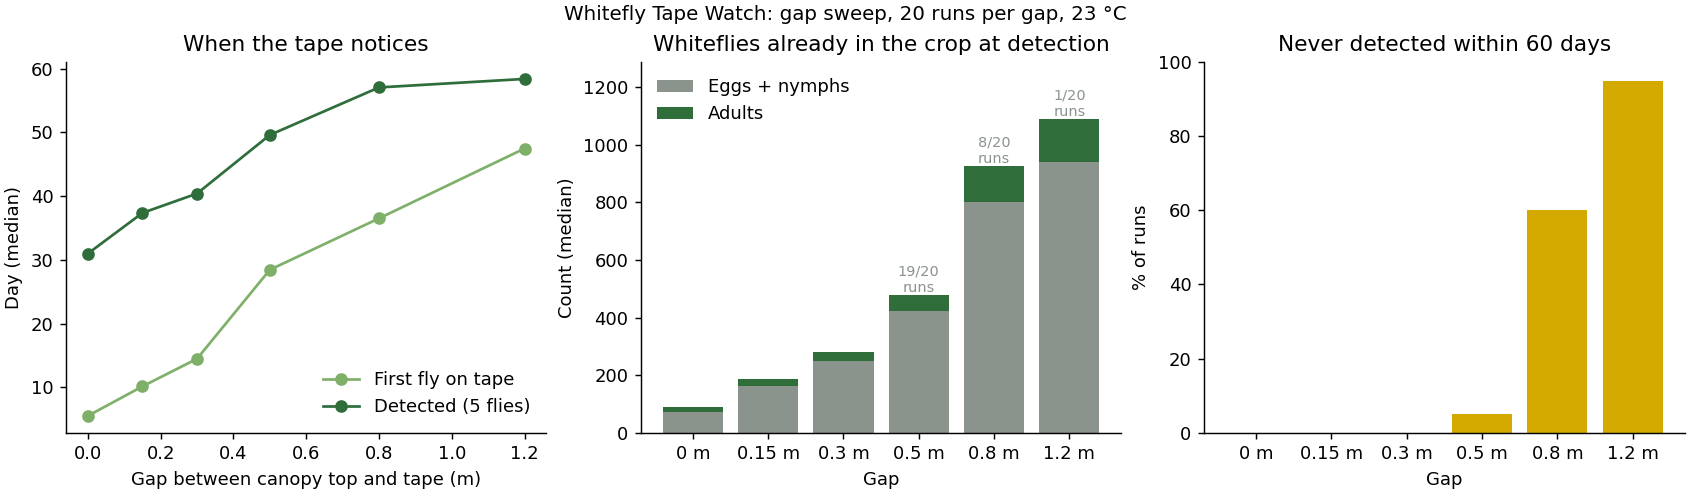 Whitefly Tape Watch: gap sweep, 20 runs per gap, 23 °C
When the tape notices
60
50
40
30
20
10
Day (median)
First fly on tape
Detected (5 flies)
0.0 0.2 0.4 0.6 0.8 1.0 1.2
Gap between canopy top and tape (m)
Whiteflies already in the crop at detection
Eggs + nymphs
Adults
1200
1000
800
600
400
200
0
Count (median)
19/20
runs
8/20
runs
1/20
runs
0 m 0.15 m 0.3 m 0.5 m 0.8 m 1.2 m
Gap
Never detected within 60 days
100
80
60
40
20
0
% of runs
0 m 0.15 m 0.3 m 0.5 m 0.8 m 1.2 m
Gap